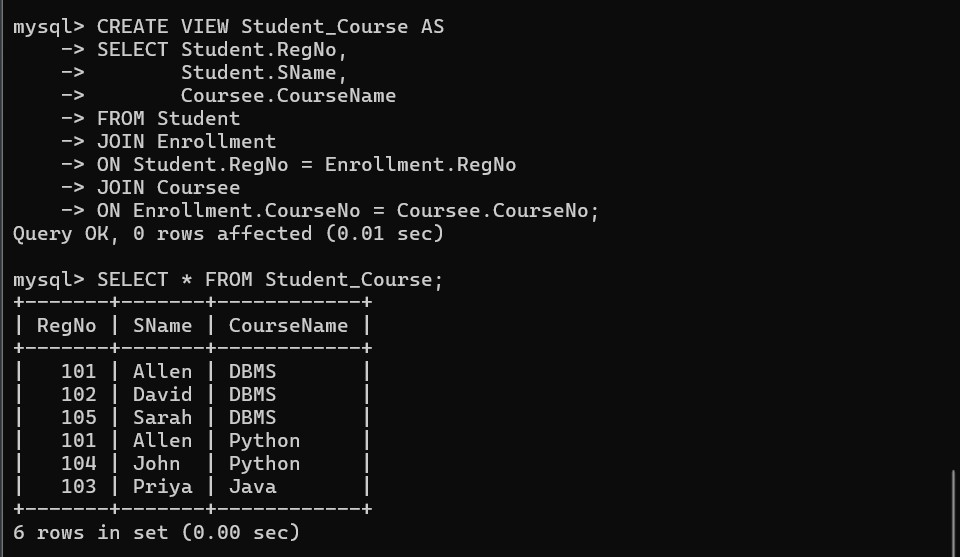 mysql> CREATE VIEW Student_Course AS
    -> SELECT Student.RegNo,
    ->        Student.SName,
    ->        Coursee.CourseName
    -> FROM Student
    -> JOIN Enrollment
    -> ON Student.RegNo = Enrollment.RegNo
    -> JOIN Coursee
    -> ON Enrollment.CourseNo = Coursee.CourseNo;
Query OK, 0 rows affected (0.01 sec)

mysql> SELECT * FROM Student_Course;
+-------+-------+------------+
| RegNo | SName | CourseName |
+-------+-------+------------+
|   101 | Allen | DBMS       |
|   102 | David | DBMS       |
|   105 | Sarah | DBMS       |
|   101 | Allen | Python     |
|   104 | John  | Python     |
|   103 | Priya | Java       |
+-------+-------+------------+
6 rows in set (0.00 sec)